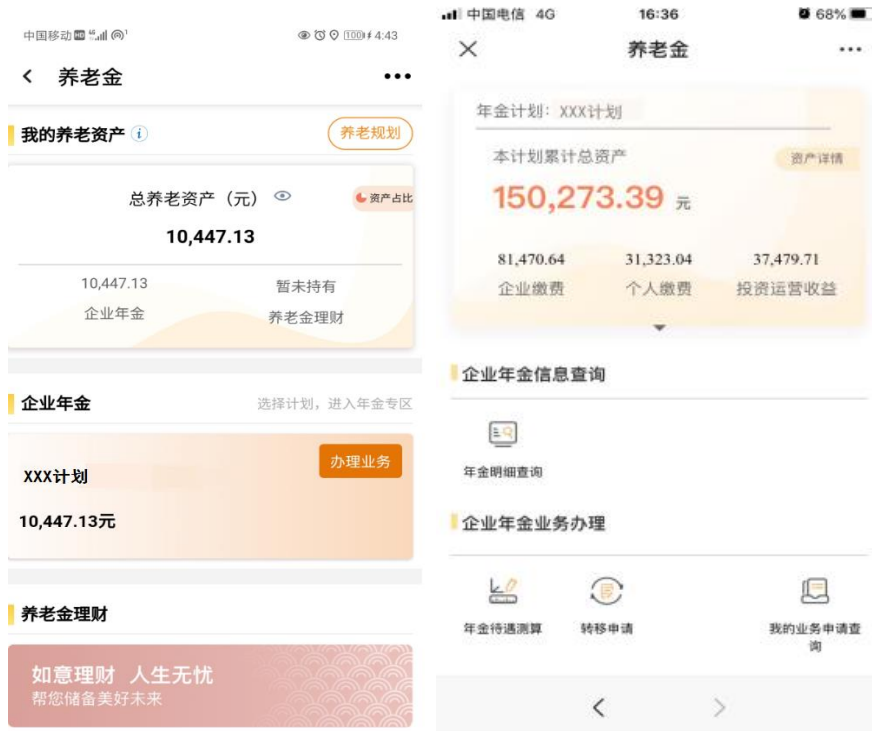 中国移动 HD 4:43
养老金
我的养老资产
养老规划
总养老资产（元）
资产占比
10,447.13
10,447.13
暂未持有
企业年金
养老金理财
企业年金
选择计划，进入年金专区
XXX计划
办理业务
10,447.13元
养老金理财
如意理财 人生无忧
帮您储备美好未来
中国电信 4G 16:36 68%
养老金
年金计划：XXX计划
本计划累计总资产
资产详情
150,273.39 元
81,470.64 31,323.04 37,479.71
企业缴费 个人缴费 投资运营收益
企业年金信息查询
年金明细查询
企业年金业务办理
年金待遇测算 转移申请 我的业务申请查
询